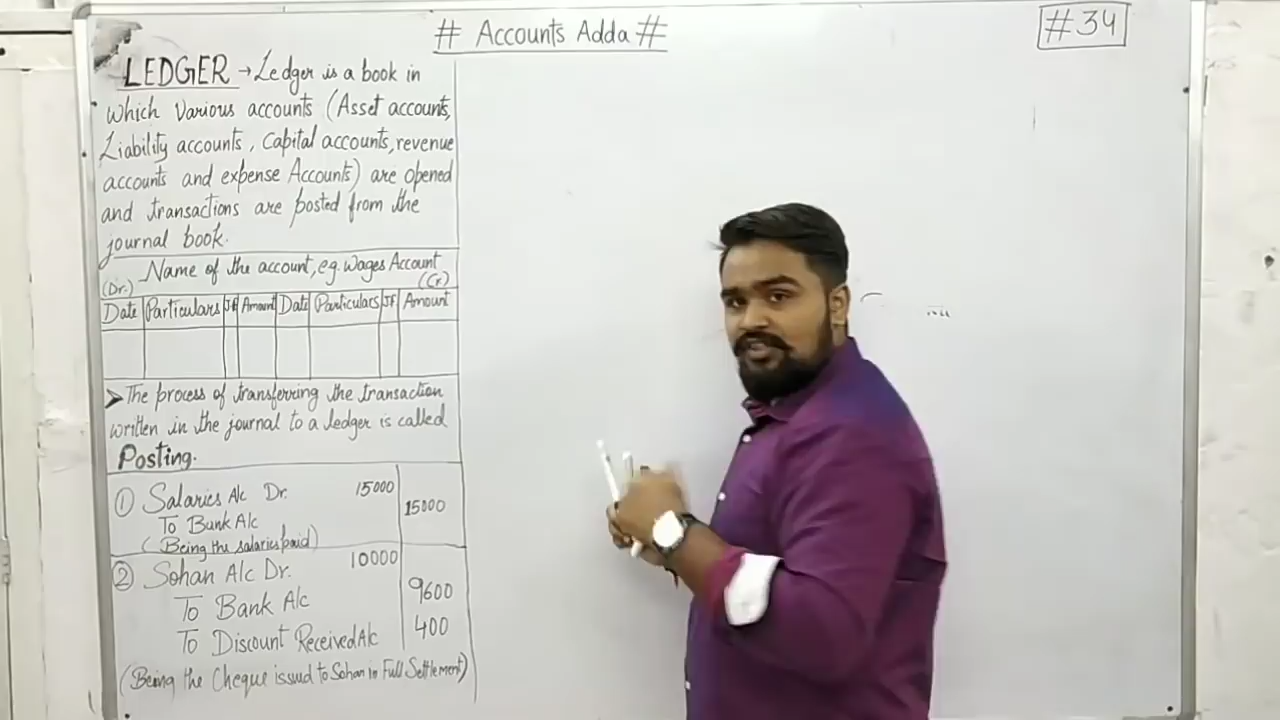 # Accounts Adda #
#34
LEDGER → Ledger is a book in
which various accounts (Asset accounts,
Liability accounts, Capital accounts, revenue
accounts and expense Accounts) are opened
and transactions are posted from the
journal book.
Name of the account, eg. Wages Account
(Dr.) (Cr)
Date Particulars JF Amount Date Particulars JF Amount
➤ The process of transferring the transaction
written in the journal to a ledger is called
Posting.
① Salaries A/c Dr. 15000
To Bank A/c 15000
(Being the salaries paid)
② Sohan A/c Dr. 10000
To Bank A/c 9600
To Discount Received A/c 400
(Being the Cheque issued to Sohan in Full Settlement)